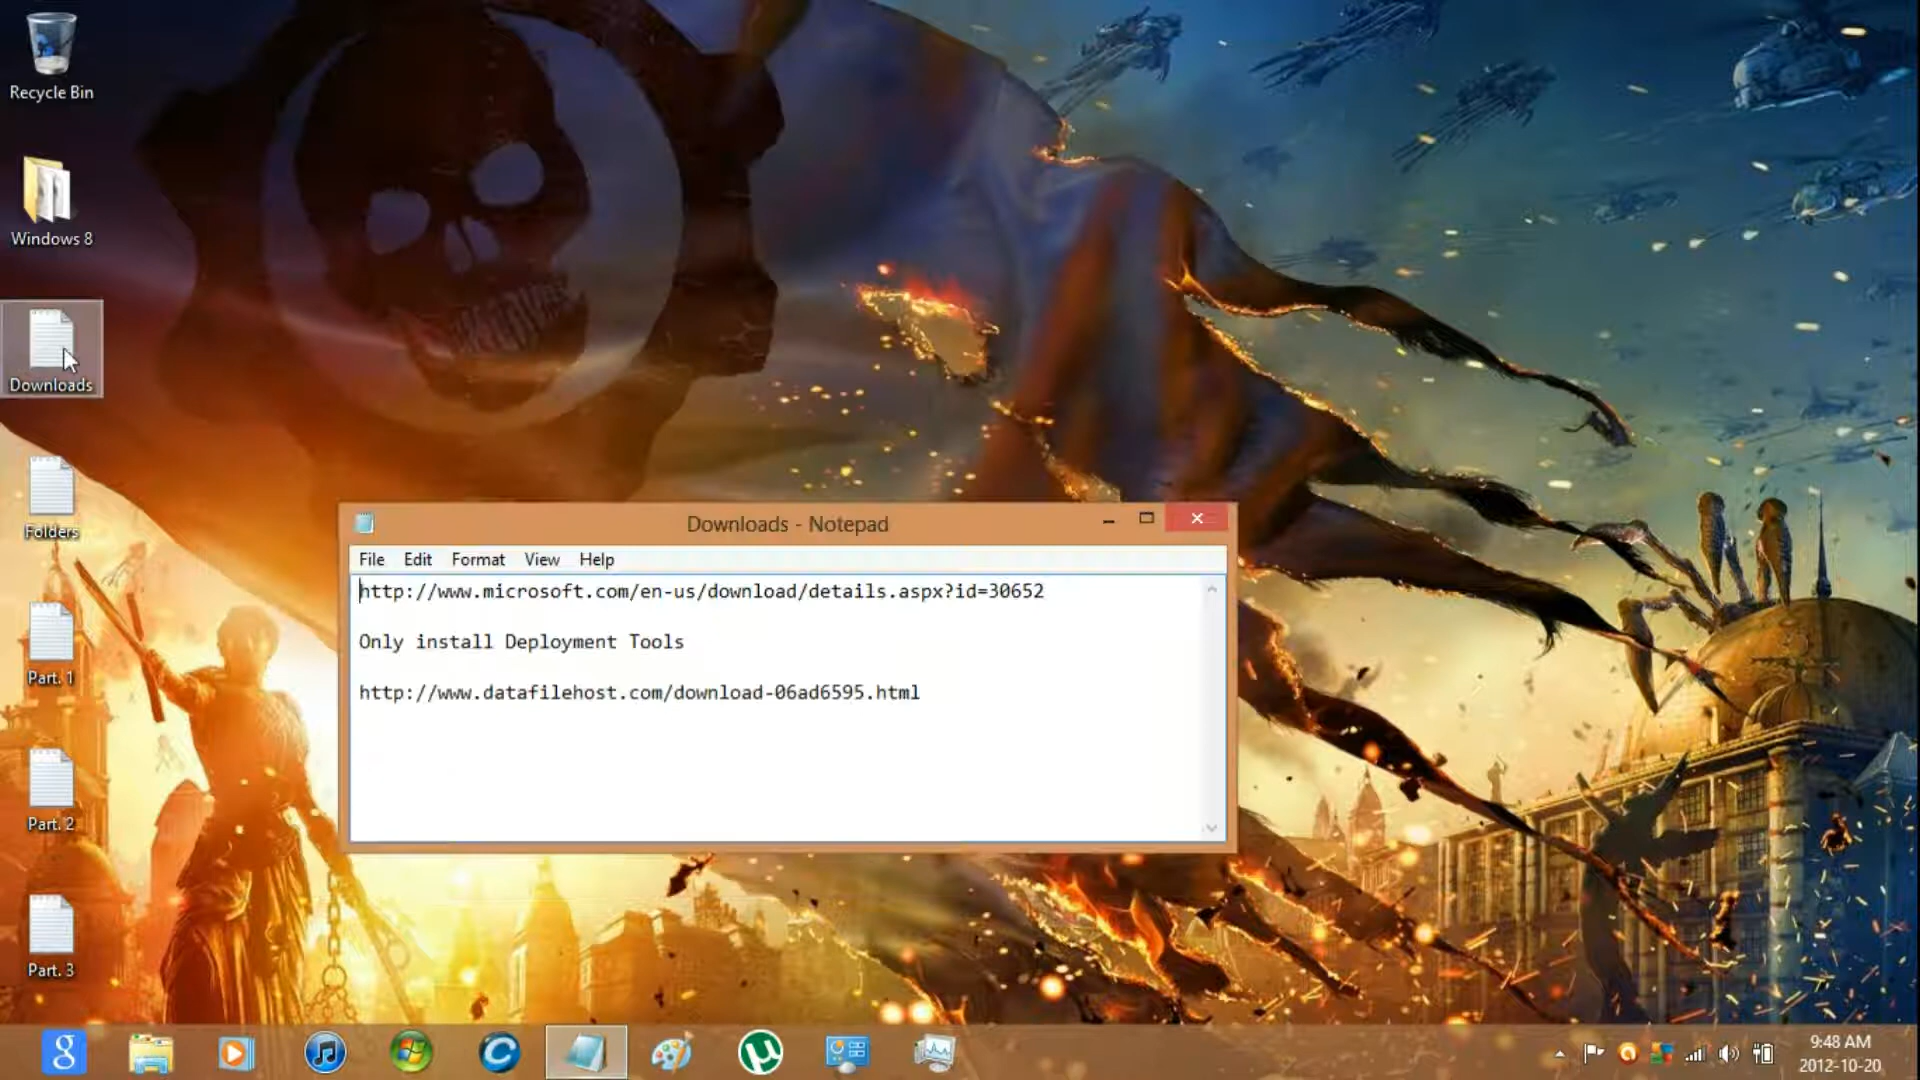 Recycle Bin
Windows 8
Downloads
Folders
Part. 1
Part. 2
Part. 3
Downloads - Notepad
File Edit Format View Help
http://www.microsoft.com/en-us/download/details.aspx?id=30652
Only install Deployment Tools
http://www.datafilehost.com/download-06ad6595.html
9:48 AM
2012-10-20